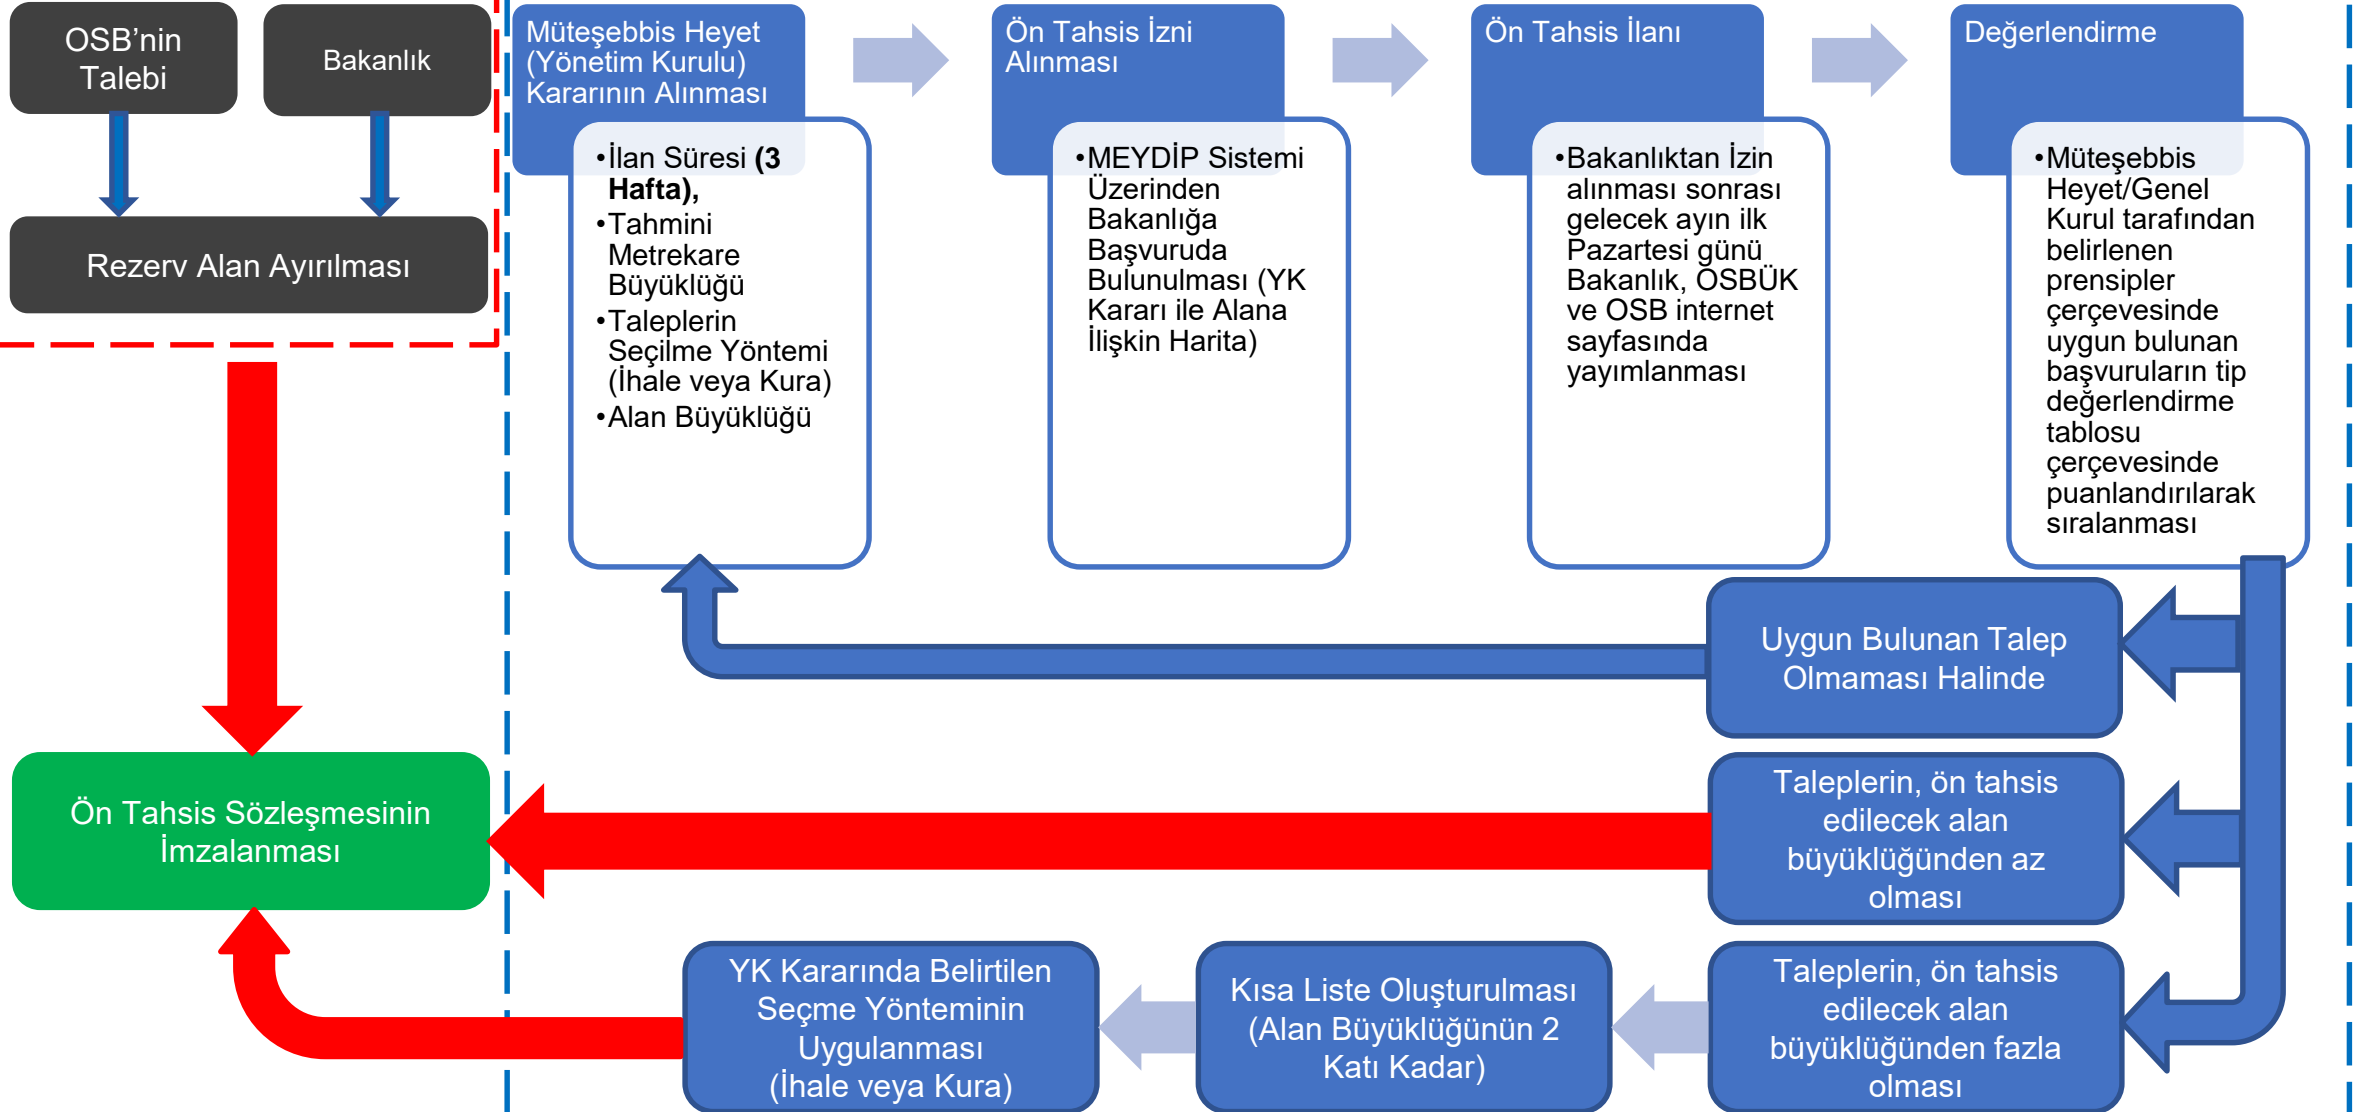 OSB’nin
Talebi
Bakanlık
Rezerv Alan Ayırılması
Müteşebbis Heyet
(Yönetim Kurulu)
Kararının Alınması
•İlan Süresi (3
Hafta),
•Tahmini
Metrekare
Büyüklüğü
•Taleplerin
Seçilme Yöntemi
(İhale veya Kura)
•Alan Büyüklüğü
Ön Tahsis İzni
Alınması
•MEYDİP Sistemi
Üzerinden
Bakanlığa
Başvuruda
Bulunulması (YK
Kararı ile Alana
İlişkin Harita)
Ön Tahsis İlanı
•Bakanlıktan İzin
alınması sonrası
gelecek ayın ilk
Pazartesi günü
Bakanlık, OSBÜK
ve OSB internet
sayfasında
yayımlanması
Değerlendirme
•Müteşebbis
Heyet/Genel
Kurul tarafından
belirlenen
prensipler
çerçevesinde
uygun bulunan
başvuruların tip
değerlendirme
tablosu
çerçevesinde
puanlandırılarak
sıralanması
Uygun Bulunan Talep
Olmaması Halinde
Taleplerin, ön tahsis
edilecek alan
büyüklüğünden az
olması
Ön Tahsis Sözleşmesinin
İmzalanması
Taleplerin, ön tahsis
edilecek alan
büyüklüğünden fazla
olması
Kısa Liste Oluşturulması
(Alan Büyüklüğünün 2
Katı Kadar)
YK Kararında Belirtilen
Seçme Yönteminin
Uygulanması
(İhale veya Kura)